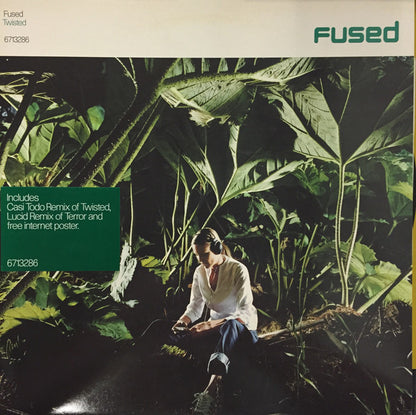 Fused
Twisted
6713286
Fused
Includes
Casi Todo Remix of Twisted,
Lucid Remix of Terror and
free internet poster.
6713286